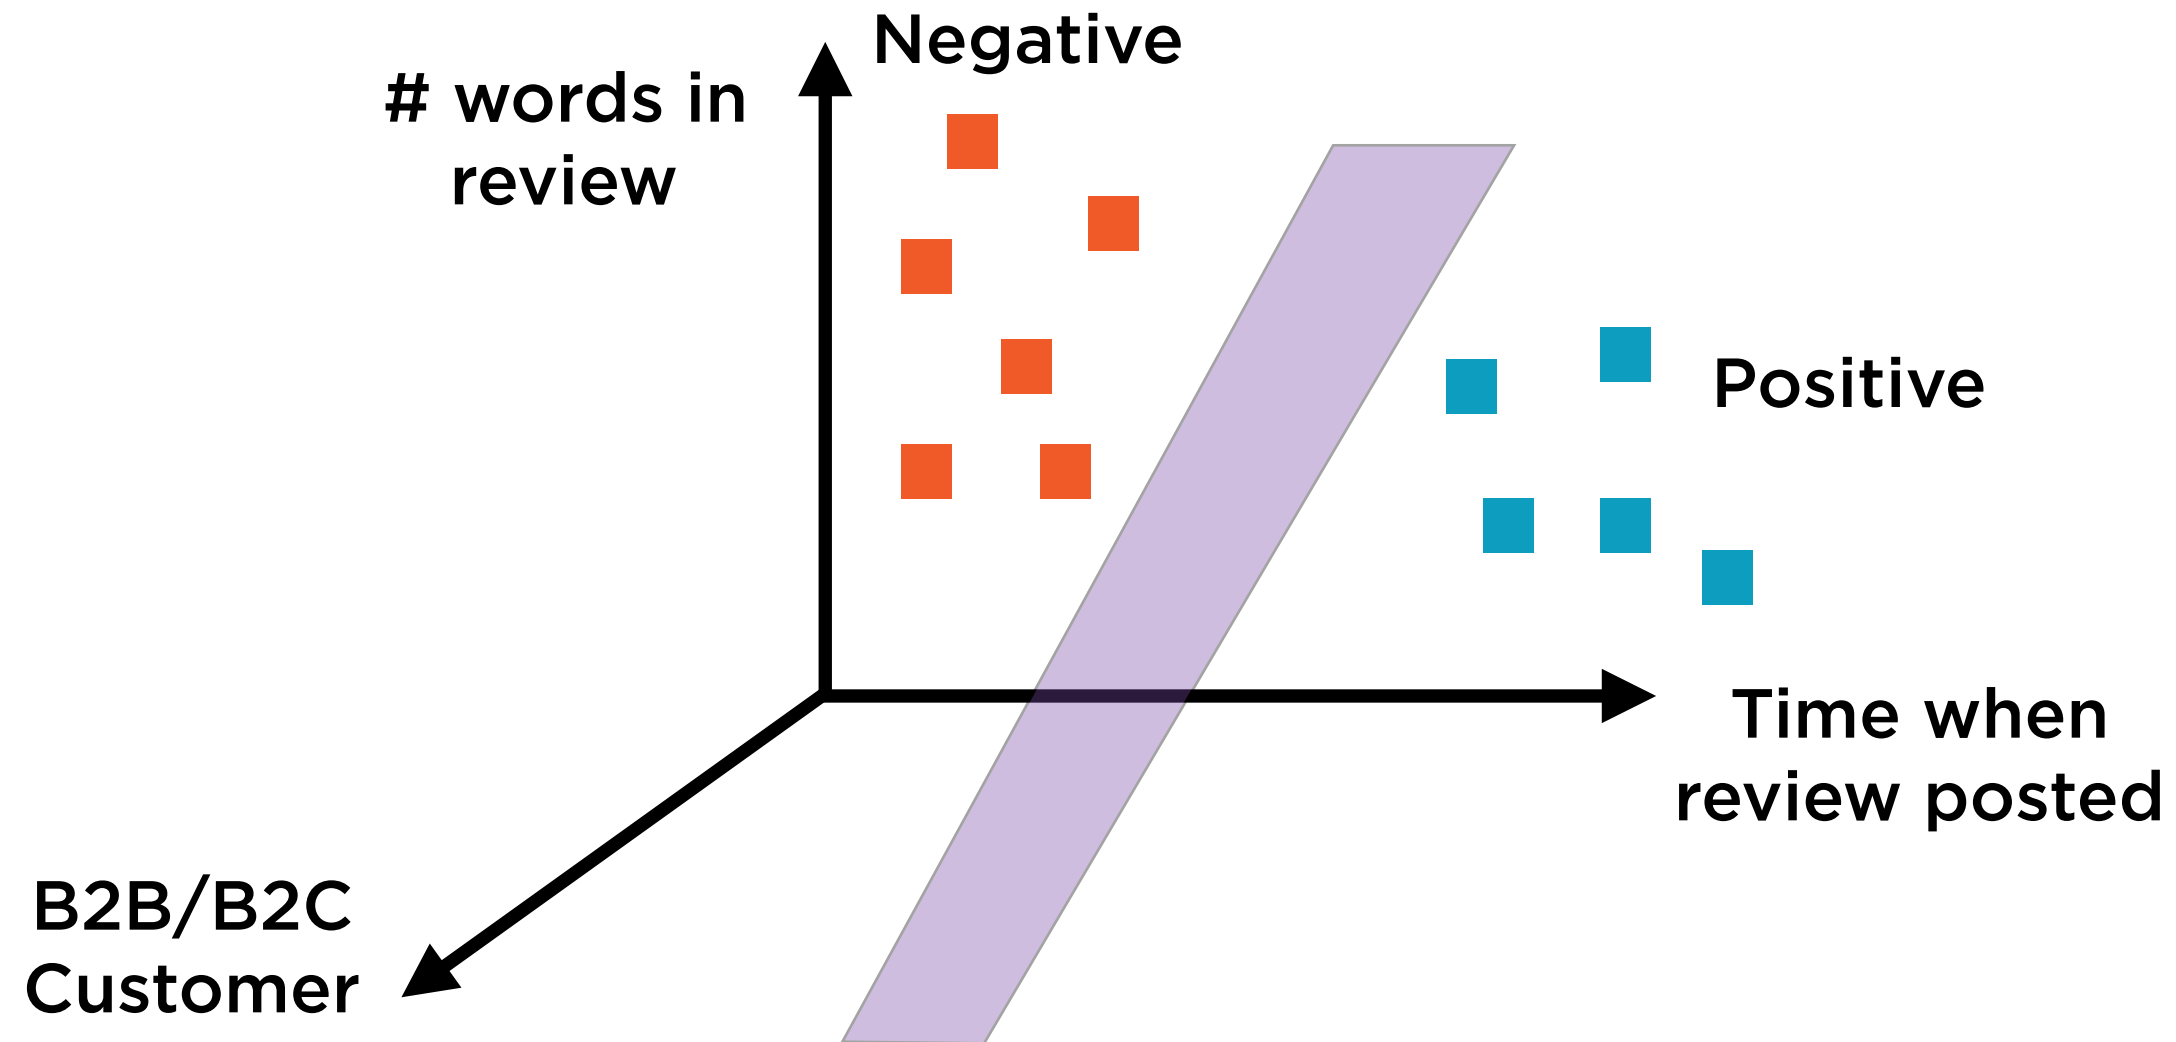 Negative
# words in
review
Positive
Time when
review posted
B2B/B2C
Customer